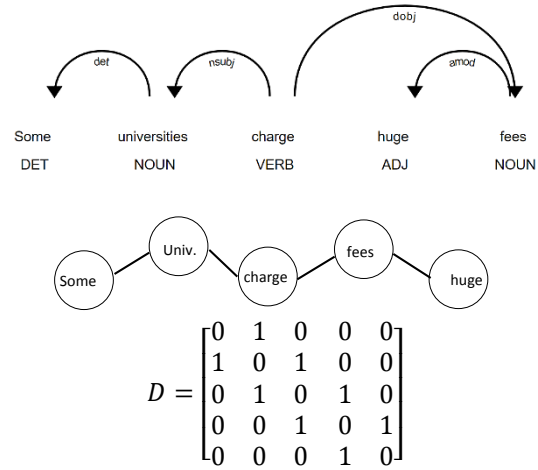 dobj
det nsubj amod
Some universities charge huge fees
DET NOUN VERB ADJ NOUN
Univ. fees
Some charge huge
0 1 0 0 0
1 0 1 0 0
D = 0 1 0 1 0
0 0 1 0 1
0 0 0 1 0